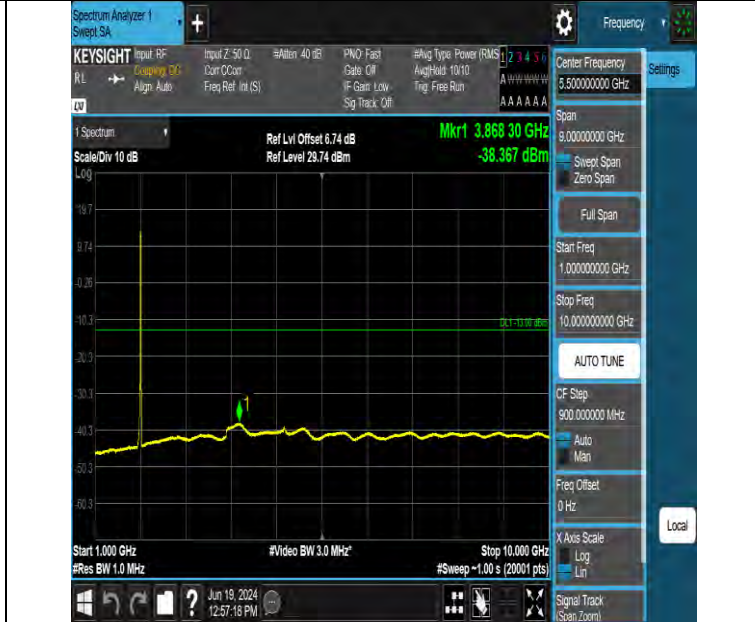 Spectrum Analyzer 1
Swept SA
+
Frequency
KEYSIGHT
RL
LXI
Input: RF
Coupling: DC
Align: Auto
Input Z: 50 Ω
Corr CCorr
Freq Ref: Int (S)
#Atten: 40 dB
PNO: Fast
Gate: Off
IF Gain: Low
Sig Track: Off
#Avg Type: Power (RMS
Avg|Hold: 10/10
Trig: Free Run
1 2 3 4 5 6
A W W W W W
A A A A A A
Center Frequency
5.500000000 GHz
Settings
Span
9.00000000 GHz
Swept Span
Zero Span
Full Span
Start Freq
1.000000000 GHz
Stop Freq
10.000000000 GHz
AUTO TUNE
CF Step
900.000000 MHz
Auto
Man
Freq Offset
0 Hz
X Axis Scale
Log
Lin
Signal Track
(Span Zoom)
Local
1 Spectrum
Scale/Div 10 dB
Log
Ref Lvl Offset 6.74 dB
Ref Level 29.74 dBm
Mkr1 3.868 30 GHz
-38.367 dBm
19.7
9.74
-0.26
-10.3
DL1 -13.00 dBm
-20.3
-30.3
1
-40.3
-50.3
-60.3
Start 1.000 GHz
#Res BW 1.0 MHz
#Video BW 3.0 MHz*
Stop 10.000 GHz
#Sweep ~1.00 s (20001 pts)
?
Jun 19, 2024
12:57:18 PM